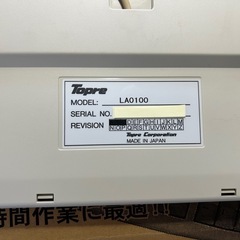 Topre
MODEL: LA0100
SERIAL NO.
REVISION
D E F G H I J K L M
N O P Q R S T U V W X Y Z
Topre Corporation
MADE IN JAPAN
時間作業に最適!!